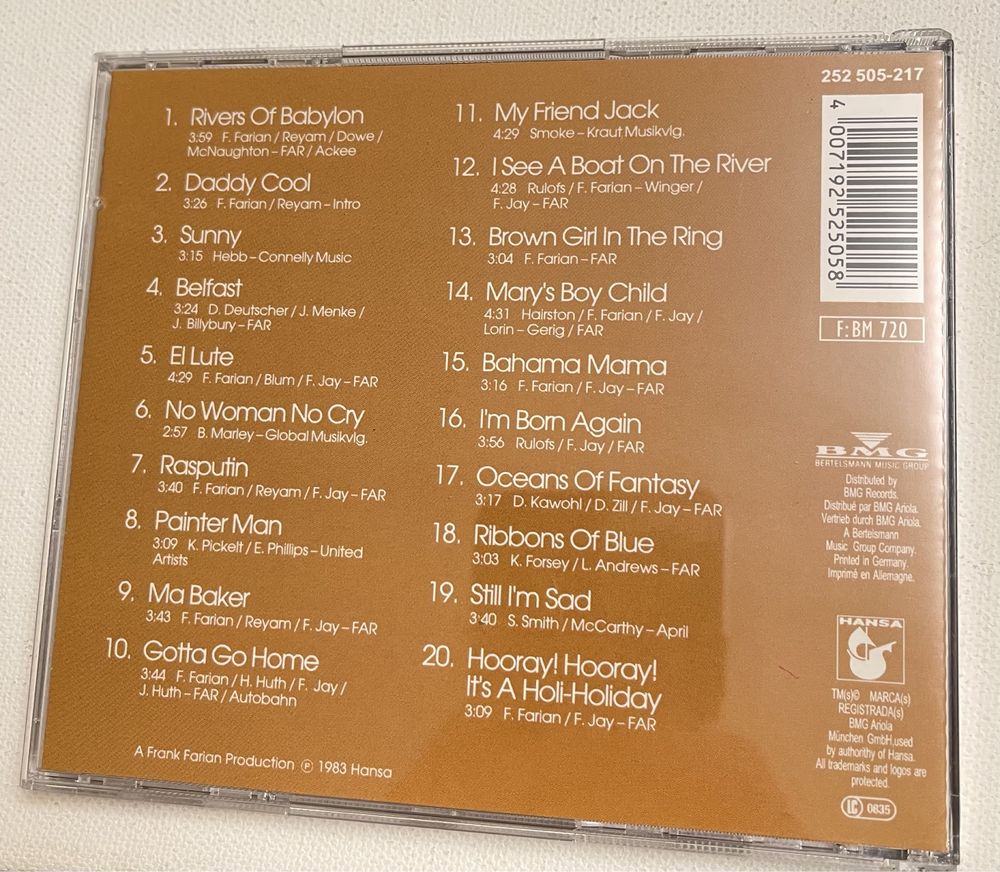 1. Rivers Of Babylon
3:59 F. Farian / Reyam / Dowe /
McNaughton – FAR / Ackee
2. Daddy Cool
3:26 F. Farian / Reyam – Intro
3. Sunny
3:15 Hebb – Connelly Music
4. Belfast
3:24 D. Deutscher / J. Menke /
J. Billybury – FAR
5. El Lute
4:29 F. Farian / Blum / F. Jay – FAR
6. No Woman No Cry
2:57 B. Marley – Global Musikvlg.
7. Rasputin
3:40 F. Farian / Reyam / F. Jay – FAR
8. Painter Man
3:09 K. Pickelt / E. Phillips – United
Artists
9. Ma Baker
3:43 F. Farian / Reyam / F. Jay – FAR
10. Gotta Go Home
3:44 F. Farian / H. Huth / F. Jay /
J. Huth – FAR / Autobahn
11. My Friend Jack
4:29 Smoke – Kraut Musikvlg.
12. I See A Boat On The River
4:28 Rulofs / F. Farian – Winger /
F. Jay – FAR
13. Brown Girl In The Ring
3:04 F. Farian – FAR
14. Mary's Boy Child
4:31 Hairston / F. Farian / F. Jay /
Lorin – Gerig / FAR
15. Bahama Mama
3:16 F. Farian / F. Jay – FAR
16. I'm Born Again
3:56 Rulofs / F. Jay / FAR
17. Oceans Of Fantasy
3:17 D. Kawohl / D. Zill / F. Jay – FAR
18. Ribbons Of Blue
3:03 K. Forsey / L. Andrews – FAR
19. Still I'm Sad
3:40 S. Smith / McCarthy – April
20. Hooray! Hooray!
It's A Holi-Holiday
3:09 F. Farian / F. Jay – FAR
A Frank Farian Production ℗ 1983 Hansa
252 505-217
4 007192 525058
F: BM 720
BMG
BERTELSMANN MUSIC GROUP
Distributed by
BMG Records.
Distribué par BMG Ariola.
Vertrieb durch BMG Ariola.
A Bertelsmann
Music Group Company.
Printed in Germany.
Imprimé en Allemagne.
HANSA
TM(s)© MARCA(s)
REGISTRADA(s)
BMG Ariola
München GmbH,used
by authorithy of Hansa.
All trademarks and logos are
protected.
LC 0835